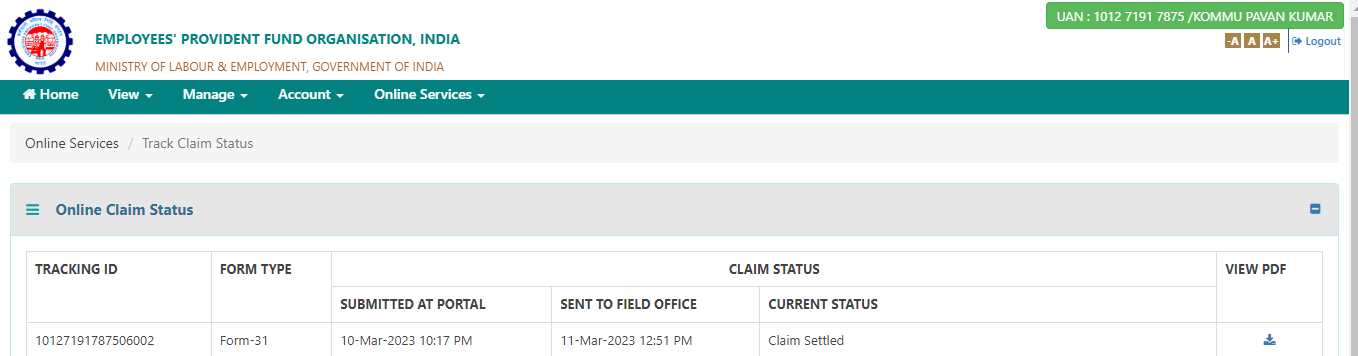 UAN : 1012 7191 7875 /KOMMU PAVAN KUMAR
EMPLOYEES' PROVIDENT FUND ORGANISATION, INDIA
-A A A+ Logout
MINISTRY OF LABOUR & EMPLOYMENT, GOVERNMENT OF INDIA
Home View Manage Account Online Services
Online Services / Track Claim Status
Online Claim Status
TRACKING ID FORM TYPE CLAIM STATUS VIEW PDF
SUBMITTED AT PORTAL SENT TO FIELD OFFICE CURRENT STATUS
10127191787506002 Form-31 10-Mar-2023 10:17 PM 11-Mar-2023 12:51 PM Claim Settled